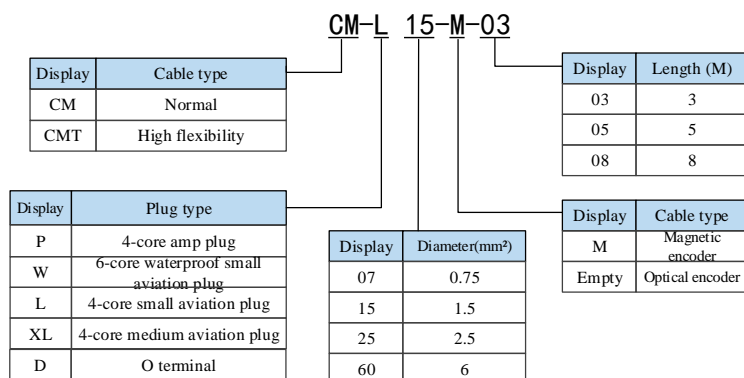 CM-L 15-M-03
Display Cable type
CM Normal
CMT High flexibility
Display Length (M)
03 3
05 5
08 8
Display Plug type
P 4-core amp plug
W 6-core waterproof small
aviation plug
L 4-core small aviation plug
XL 4-core medium aviation plug
D O terminal
Display Diameter(mm²)
07 0.75
15 1.5
25 2.5
60 6
Display Cable type
M Magnetic
encoder
Empty Optical encoder